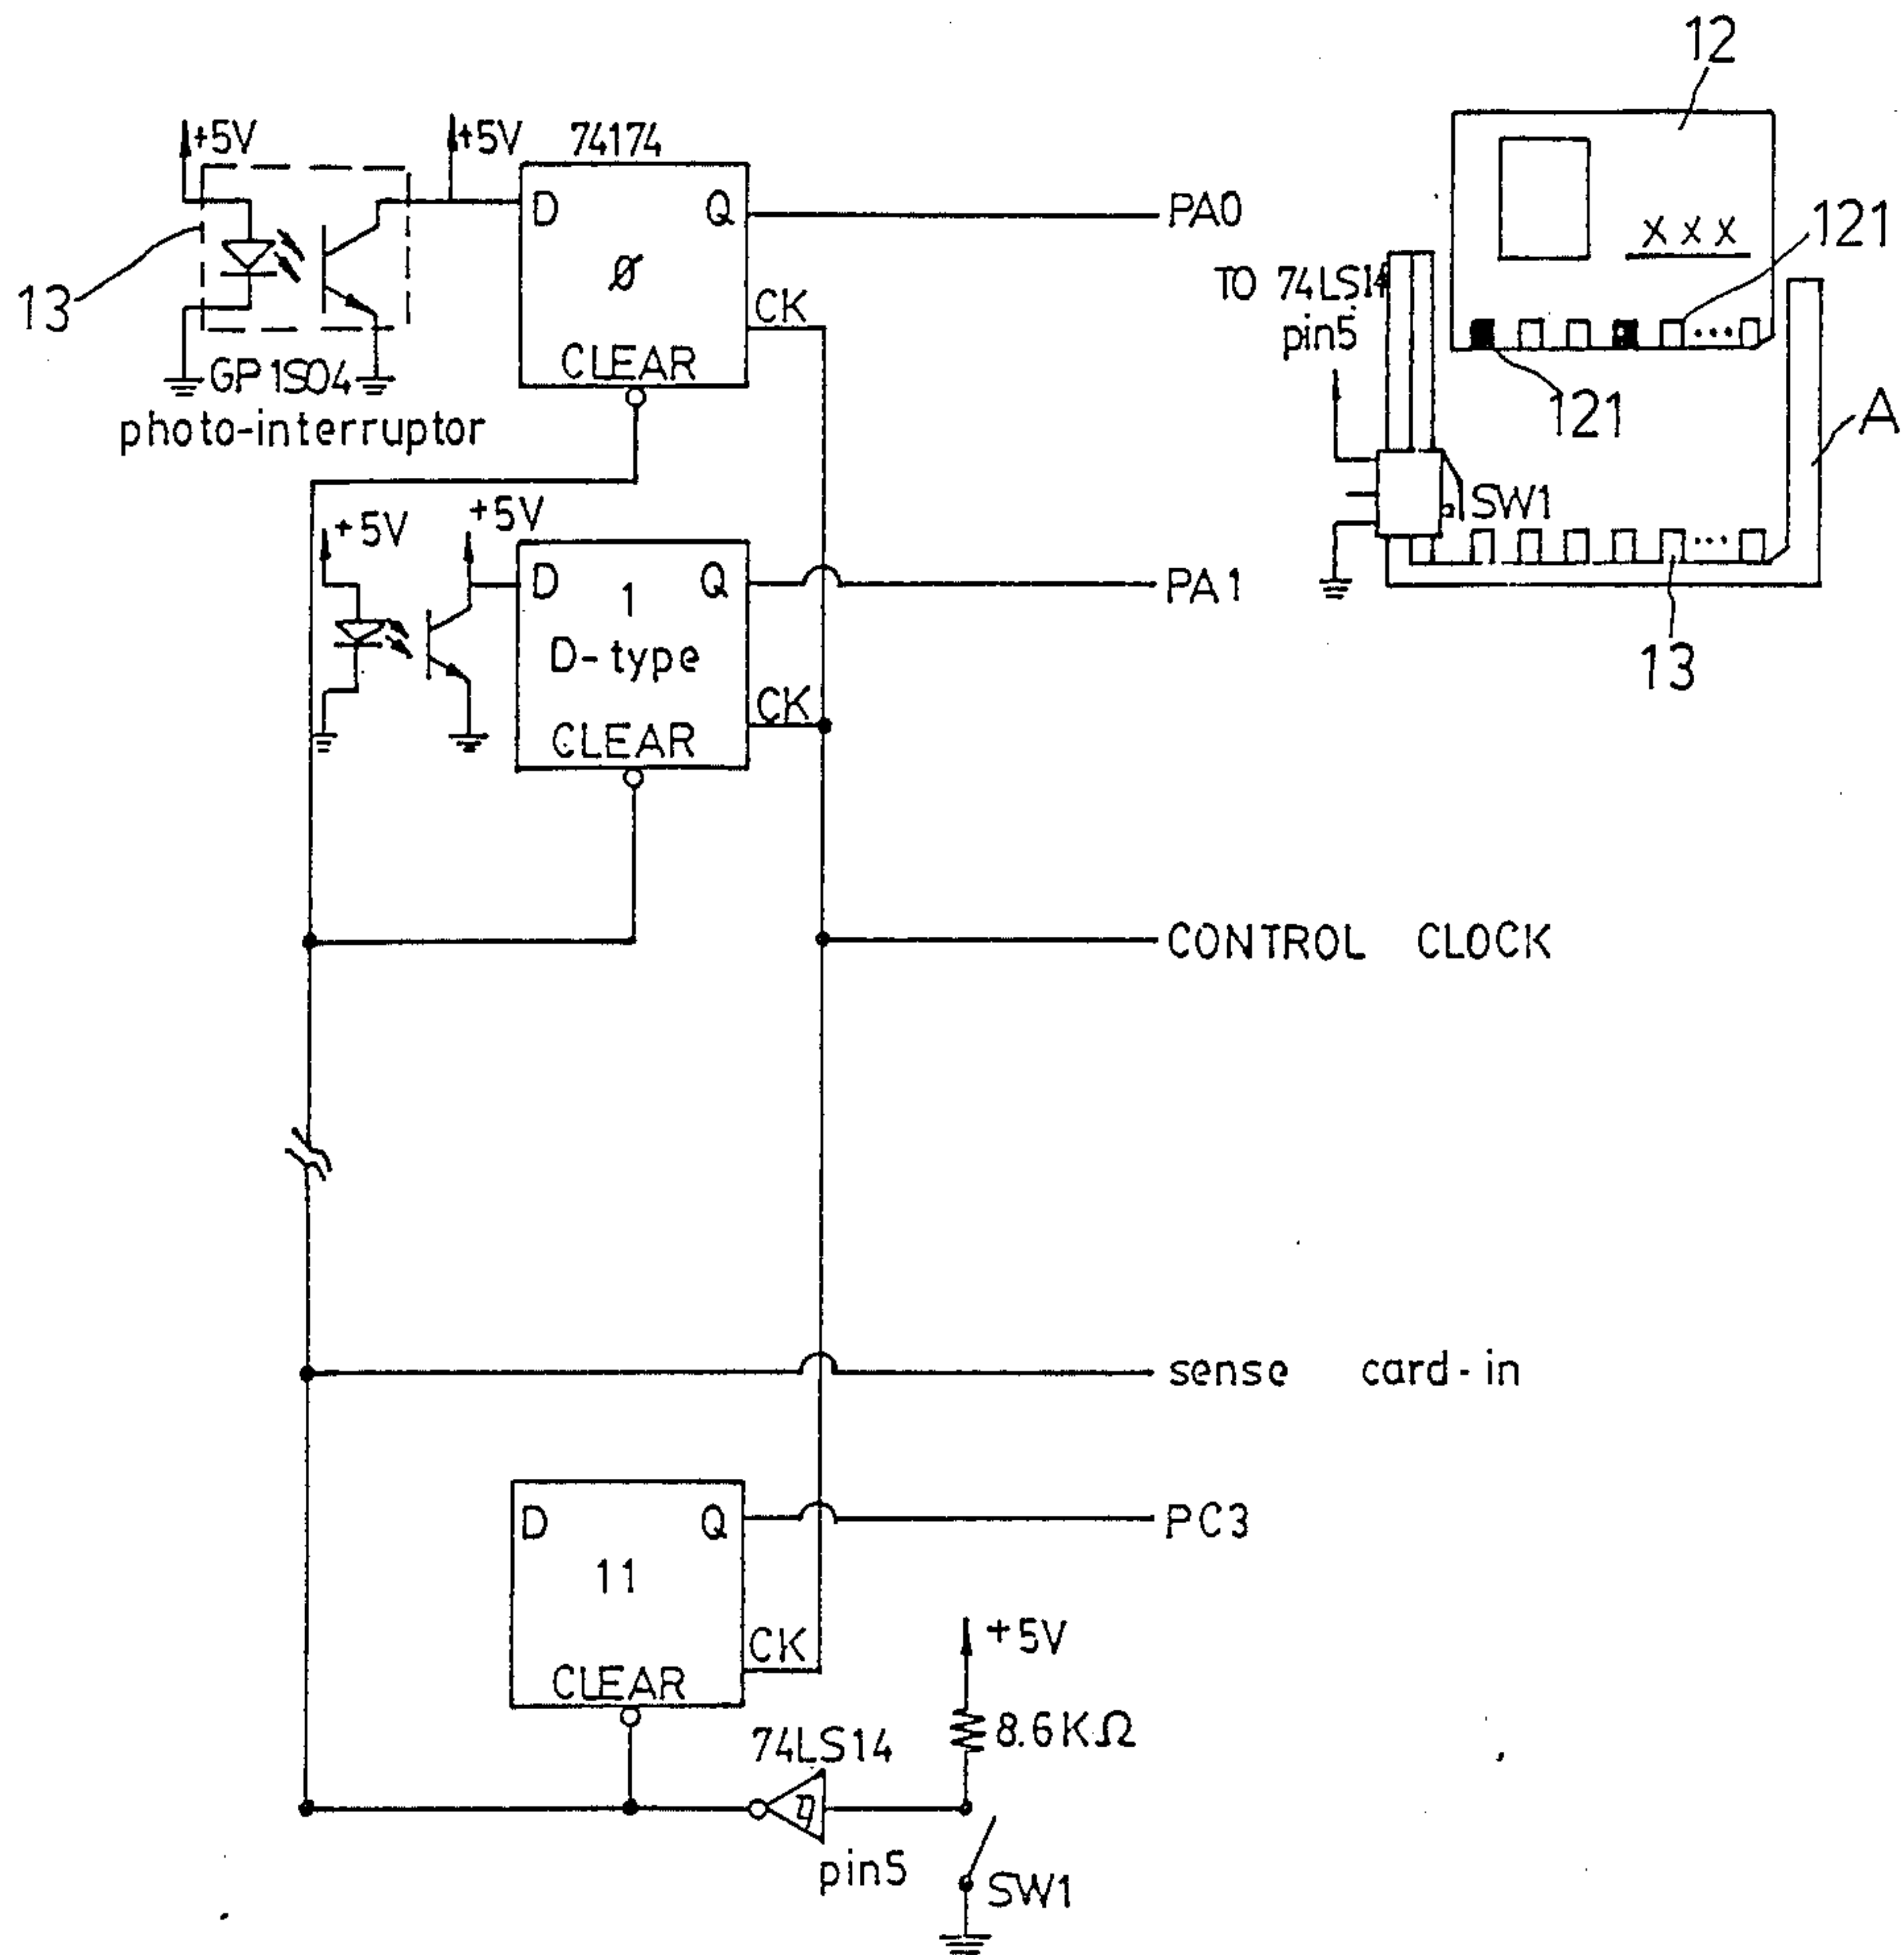 12
+5V
+5V
74174
D
Q
PA0
Ø
CK
CLEAR
13
GP1S04
photo-interruptor
XXX
121
TO 74LS14
pin5
121
A
SW1
13
+5V
+5V
D
1
Q
PA1
D-type
CK
CLEAR
CONTROL CLOCK
sense card-in
D
Q
PC3
11
CK
CLEAR
+5V
8.6KΩ
74LS14
pin5
SW1